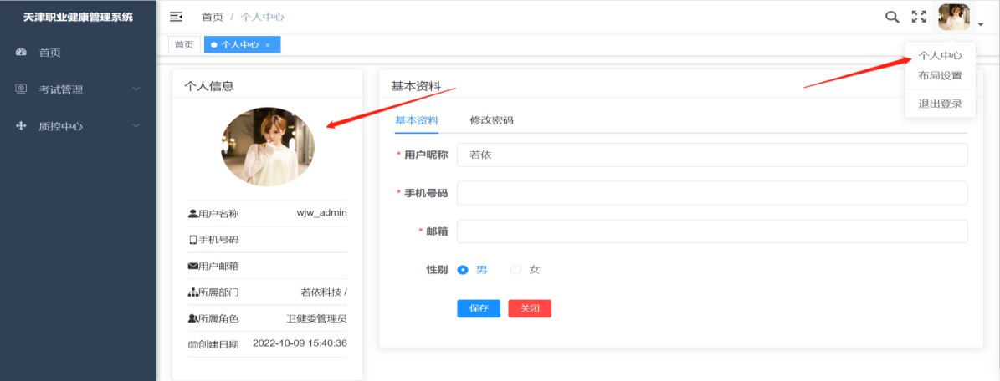 天津职业健康管理系统
首页 / 个人中心
首页
个人中心 ×
首页
考试管理
质控中心
个人中心
布局设置
退出登录
个人信息
用户名称 wjw_admin
手机号码
用户邮箱
所属部门 若依科技 /
所属角色 卫健委管理员
创建日期 2022-10-09 15:40:36
基本资料
基本资料 修改密码
* 用户昵称 若依
* 手机号码
* 邮箱
性别 男 女
保存 关闭